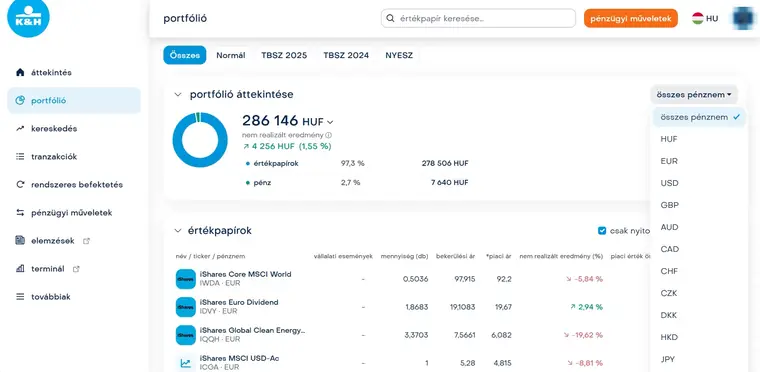 K&H
portfólió
értékpapír keresése...
pénzügyi műveletek
HU
áttekintés
portfólió
kereskedés
tranzakciók
rendszeres befektetés
pénzügyi műveletek
elemzések
terminál
továbbiak
Összes Normál TBSZ 2025 TBSZ 2024 NYESZ
portfólió áttekintése
összes pénznem
286 146 HUF
nem realizált eredmény
4 256 HUF (1,55 %)
értékpapírok 97,3 % 278 506 HUF
pénz 2,7 % 7 640 HUF
összes pénznem
HUF
EUR
USD
GBP
AUD
CAD
CHF
CZK
DKK
HKD
JPY
értékpapírok
csak nyito
név / ticker / pénznem vállalati események mennyiség (db) bekerülési ár *piaci ár nem realizált eredmény (%) piaci érték ös
iShares Core MSCI World
IWDA · EUR
– 0,5036 97,915 92,2 -5,84 %
iShares Euro Dividend
IDVY · EUR
– 1,8683 19,1083 19,67 2,94 %
iShares Global Clean Energy...
IQQH · EUR
– 3,3703 7,5661 6,082 -19,62 %
iShares MSCI USD-Ac
ICGA · EUR
– 1 5,28 4,815 -8,81 %
iShares
iShares
iShares